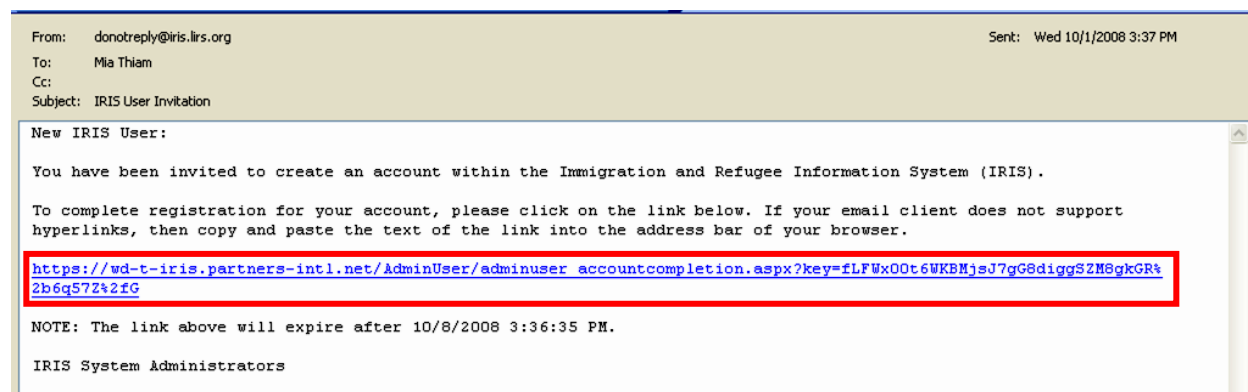 From: donotreply@iris.lirs.org Sent: Wed 10/1/2008 3:37 PM
To: Mia Thiam
Cc:
Subject: IRIS User Invitation
New IRIS User:
You have been invited to create an account within the Immigration and Refugee Information System (IRIS).
To complete registration for your account, please click on the link below. If your email client does not support
hyperlinks, then copy and paste the text of the link into the address bar of your browser.
https://wd-t-iris.partners-intl.net/AdminUser/adminuser_accountcompletion.aspx?key=fLFWxOOt6WKBMjsJ7gG8diggSZM8gkGR%
2b6q57Z%2fG
NOTE: The link above will expire after 10/8/2008 3:36:35 PM.
IRIS System Administrators